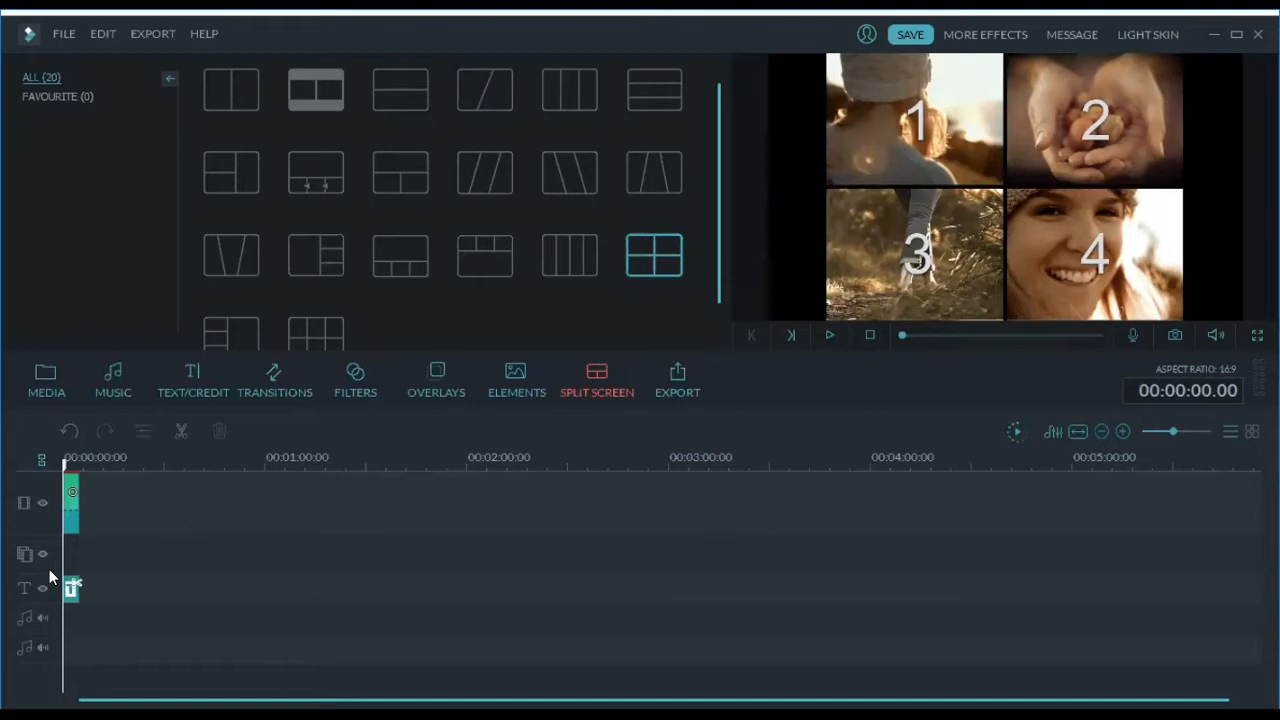 FILE EDIT EXPORT HELP SAVE MORE EFFECTS MESSAGE LIGHT SKIN
ALL (20)
FAVOURITE (0)
1 2
3 4
MEDIA MUSIC TEXT/CREDIT TRANSITIONS FILTERS OVERLAYS ELEMENTS SPLIT SCREEN EXPORT
ASPECT RATIO: 16:9
00:00:00.00
00:00:00:00 00:01:00:00 00:02:00:00 00:03:00:00 00:04:00:00 00:05:00:00
T